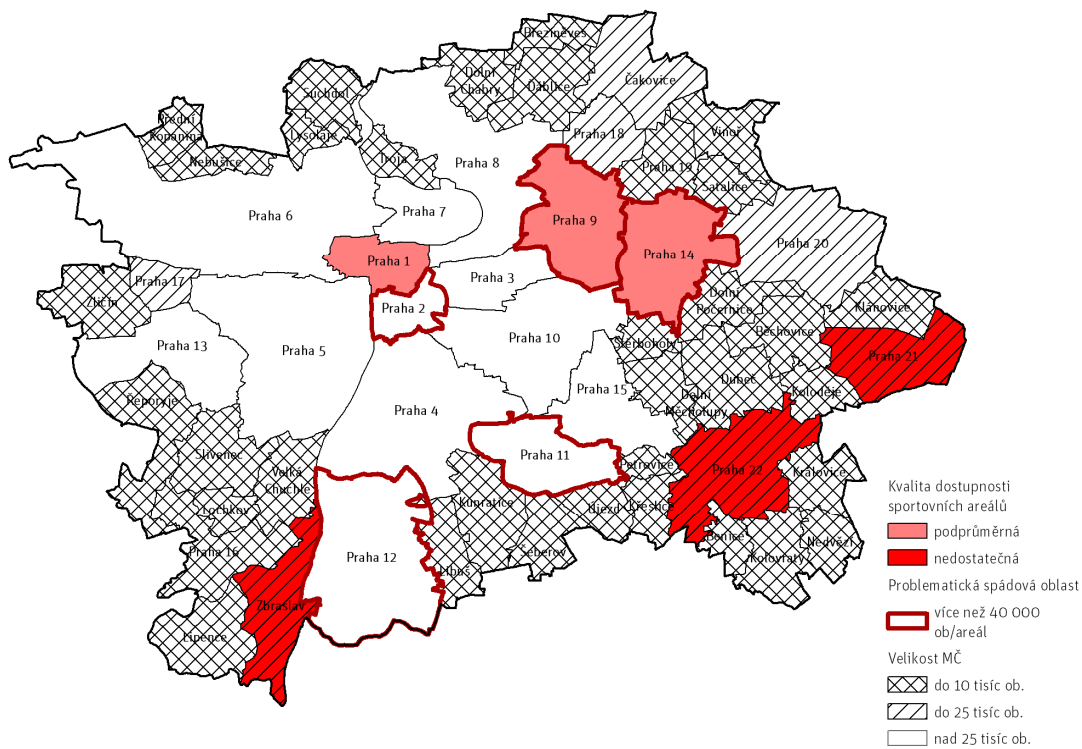 Březiněves
Dolní
Chabry
Ďáblice
Čakovice
Suchdol
Přední
Kopanina
Lysolaje
Nebušice
Troja
Praha 8
Praha 18
Vinoř
Praha 19
Satalice
Praha 6
Praha 7
Praha 9
Praha 14
Praha 20
Praha 1
Praha 3
Praha 2
Praha 17
Zličín
Dolní
Počernice
Klánovice
Běchovice
Praha 13
Praha 5
Praha 10
Štěrboholy
Praha 21
Praha 15
Dubeč
Koloděje
Dolní
Měcholupy
Řeporyje
Praha 4
Slivenec
Velká
Chuchle
Praha 11
Petrovice
Praha 22
Královice
Lochkov
Kunratice
Újezd
Křeslice
Praha 16
Praha 12
Libuš
Šeberov
Benice
Kolovraty
Nedvězí
Zbraslav
Lipence
Kvalita dostupnosti
sportovních areálů
podprůměrná
nedostatečná
Problematická spádová oblast
více než 40 000
ob/areál
Velikost MČ
do 10 tisíc ob.
do 25 tisíc ob.
nad 25 tisíc ob.